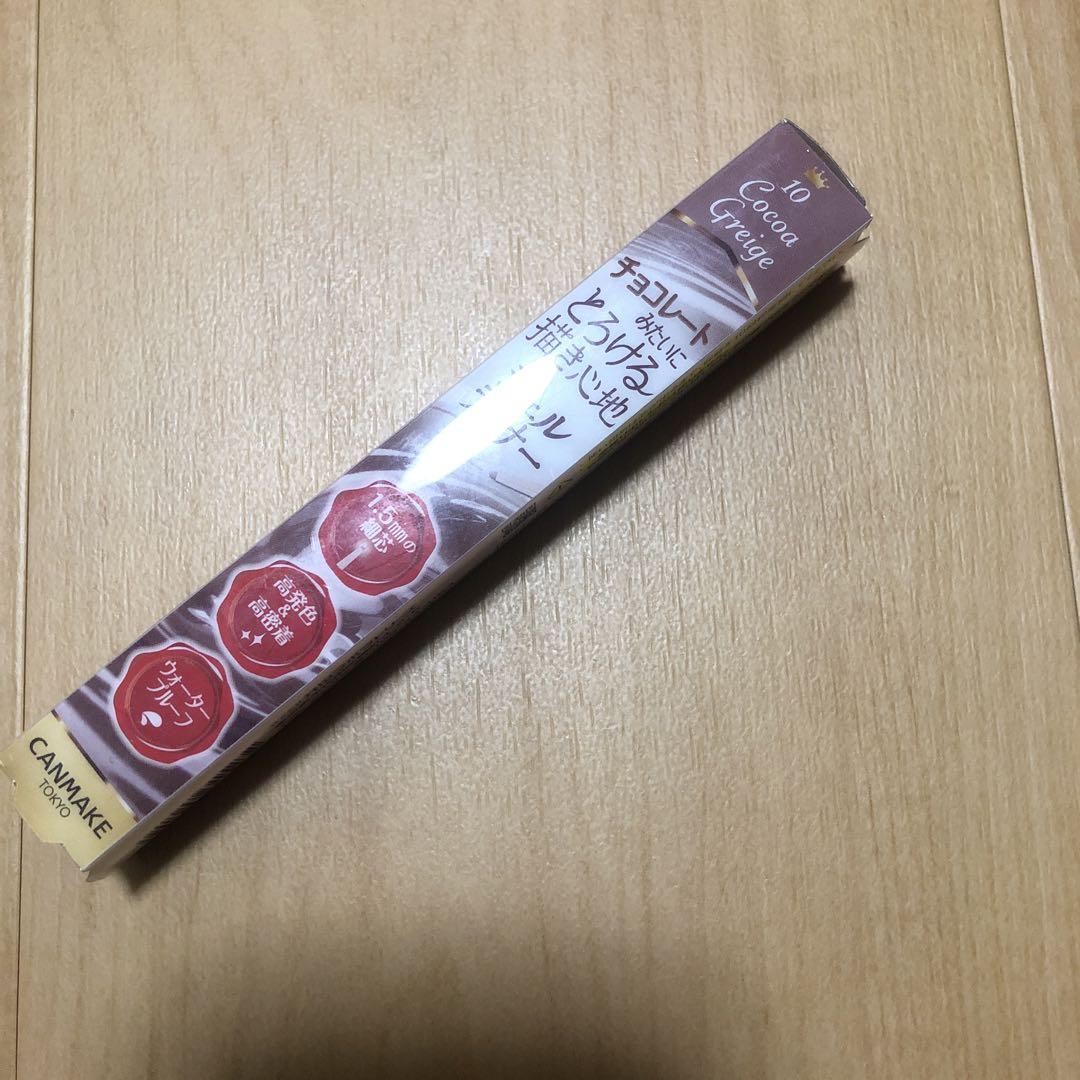 10
Cocoa
Greige
チョコレート
みたいに
とろける
描き心地
1.5mmの
細芯
高発色
&
高密着
ウォーター
プルーフ
CANMAKE
TOKYO